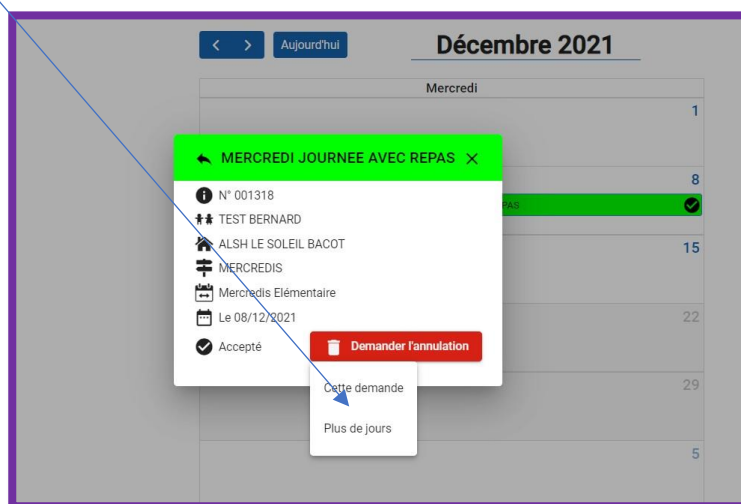 Aujourd'hui
Décembre 2021
Mercredi
1
MERCREDI JOURNEE AVEC REPAS
8
N° 001318
PAS
TEST BERNARD
ALSH LE SOLEIL BACOT
15
MERCREDIS
Mercredis Elémentaire
Le 08/12/2021
22
Accepté
Demander l'annulation
Cette demande
29
Plus de jours
5